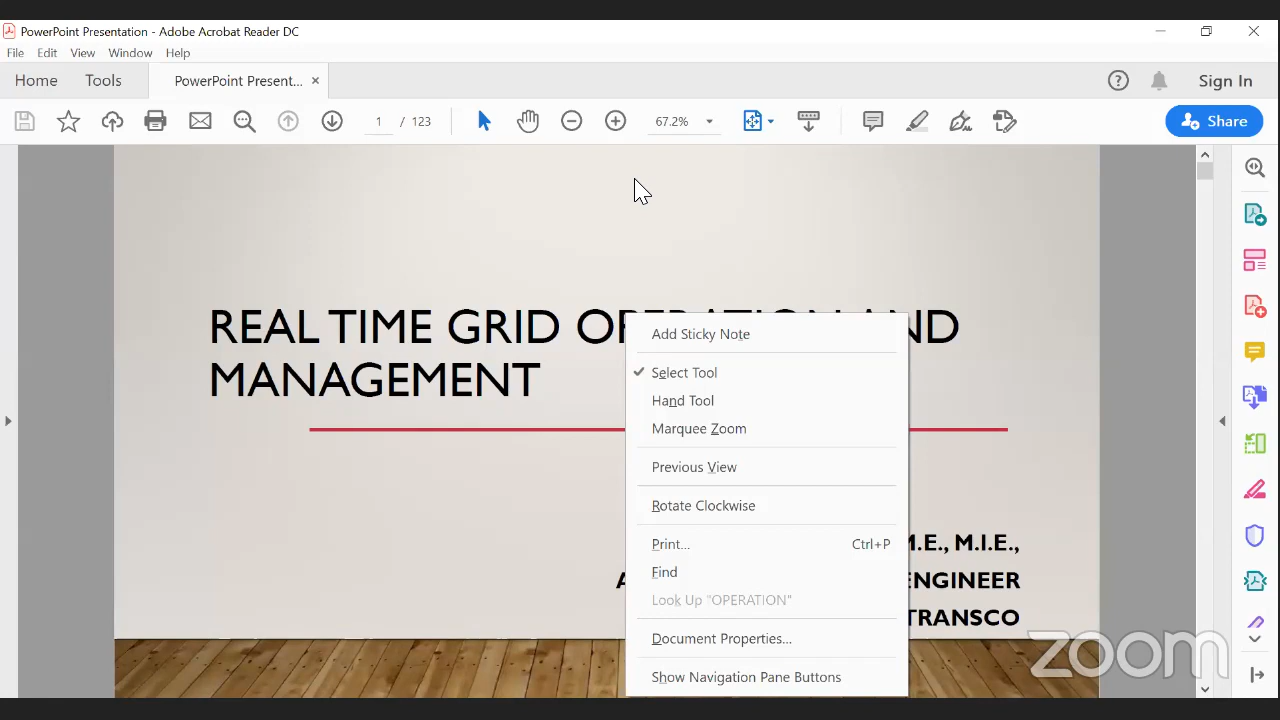 PowerPoint Presentation - Adobe Acrobat Reader DC
File Edit View Window Help
Home Tools PowerPoint Present... × Sign In
1 / 123 67.2% Share
REAL TIME GRID OPERATION AND
MANAGEMENT
Add Sticky Note
Select Tool
Hand Tool
Marquee Zoom
Previous View
Rotate Clockwise
Print... Ctrl+P
Find
Look Up "OPERATION"
Document Properties...
Show Navigation Pane Buttons
M.E., M.I.E.,
ENGINEER
TRANSCO
zoom